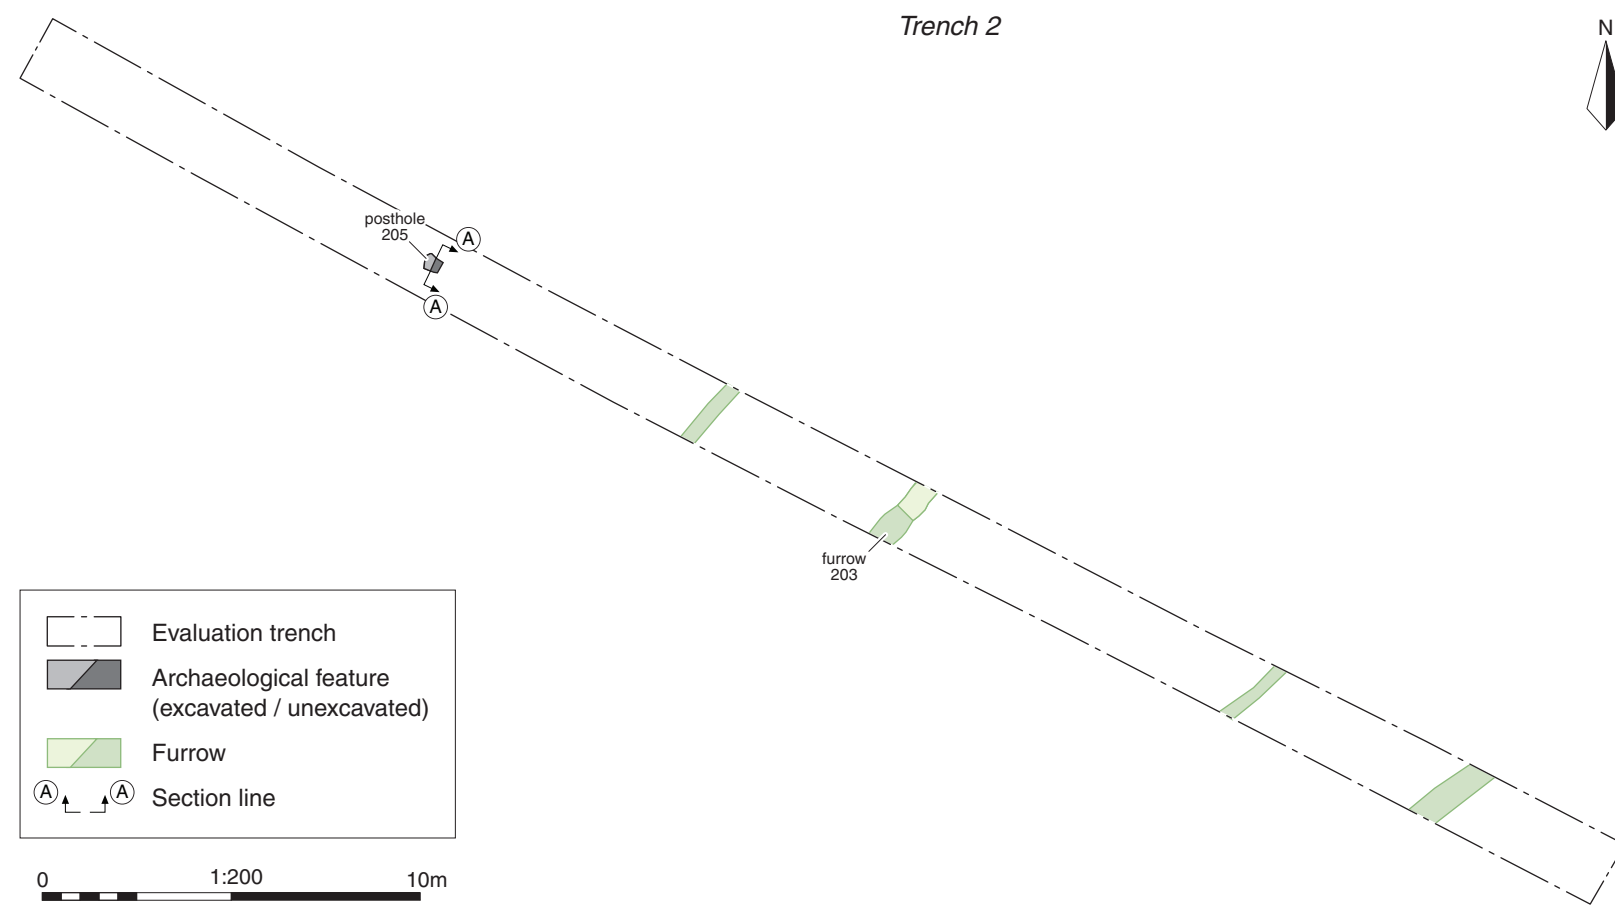 Trench 2
N
posthole
205
A
A
furrow
203
Evaluation trench
Archaeological feature
(excavated / unexcavated)
Furrow
A A Section line
0 1:200 10m